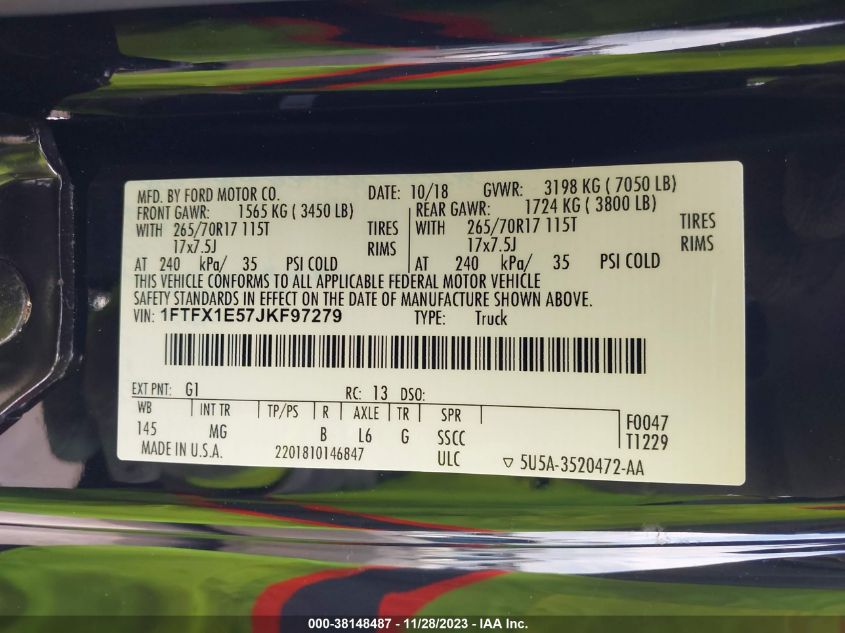 MFD. BY FORD MOTOR CO. DATE: 10/18 GVWR: 3198 KG ( 7050 LB)
FRONT GAWR: 1565 KG ( 3450 LB) REAR GAWR: 1724 KG ( 3800 LB)
WITH 265/70R17 115T TIRES WITH 265/70R17 115T TIRES
17x7.5J RIMS 17x7.5J RIMS
AT 240 kPa/ 35 PSI COLD AT 240 kPa/ 35 PSI COLD
THIS VEHICLE CONFORMS TO ALL APPLICABLE FEDERAL MOTOR VEHICLE
SAFETY STANDARDS IN EFFECT ON THE DATE OF MANUFACTURE SHOWN ABOVE.
VIN: 1FTFX1E57JKF97279 TYPE: Truck
EXT PNT: G1 RC: 13 DSO:
WB INT TR TP/PS R AXLE TR SPR F0047
145 MG B L6 G SSCC T1229
MADE IN U.S.A. 2201810146847 ULC ▽ 5U5A-3520472-AA
000-38148487 - 11/28/2023 - IAA Inc.